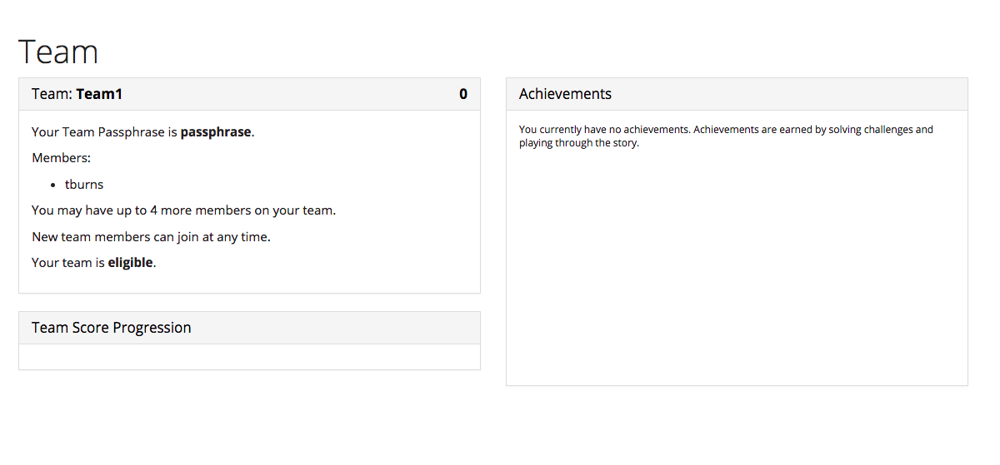 Team
Team: Team1 0
Your Team Passphrase is passphrase.
Members:
• tburns
You may have up to 4 more members on your team.
New team members can join at any time.
Your team is eligible.
Team Score Progression
Achievements
You currently have no achievements. Achievements are earned by solving challenges and
playing through the story.